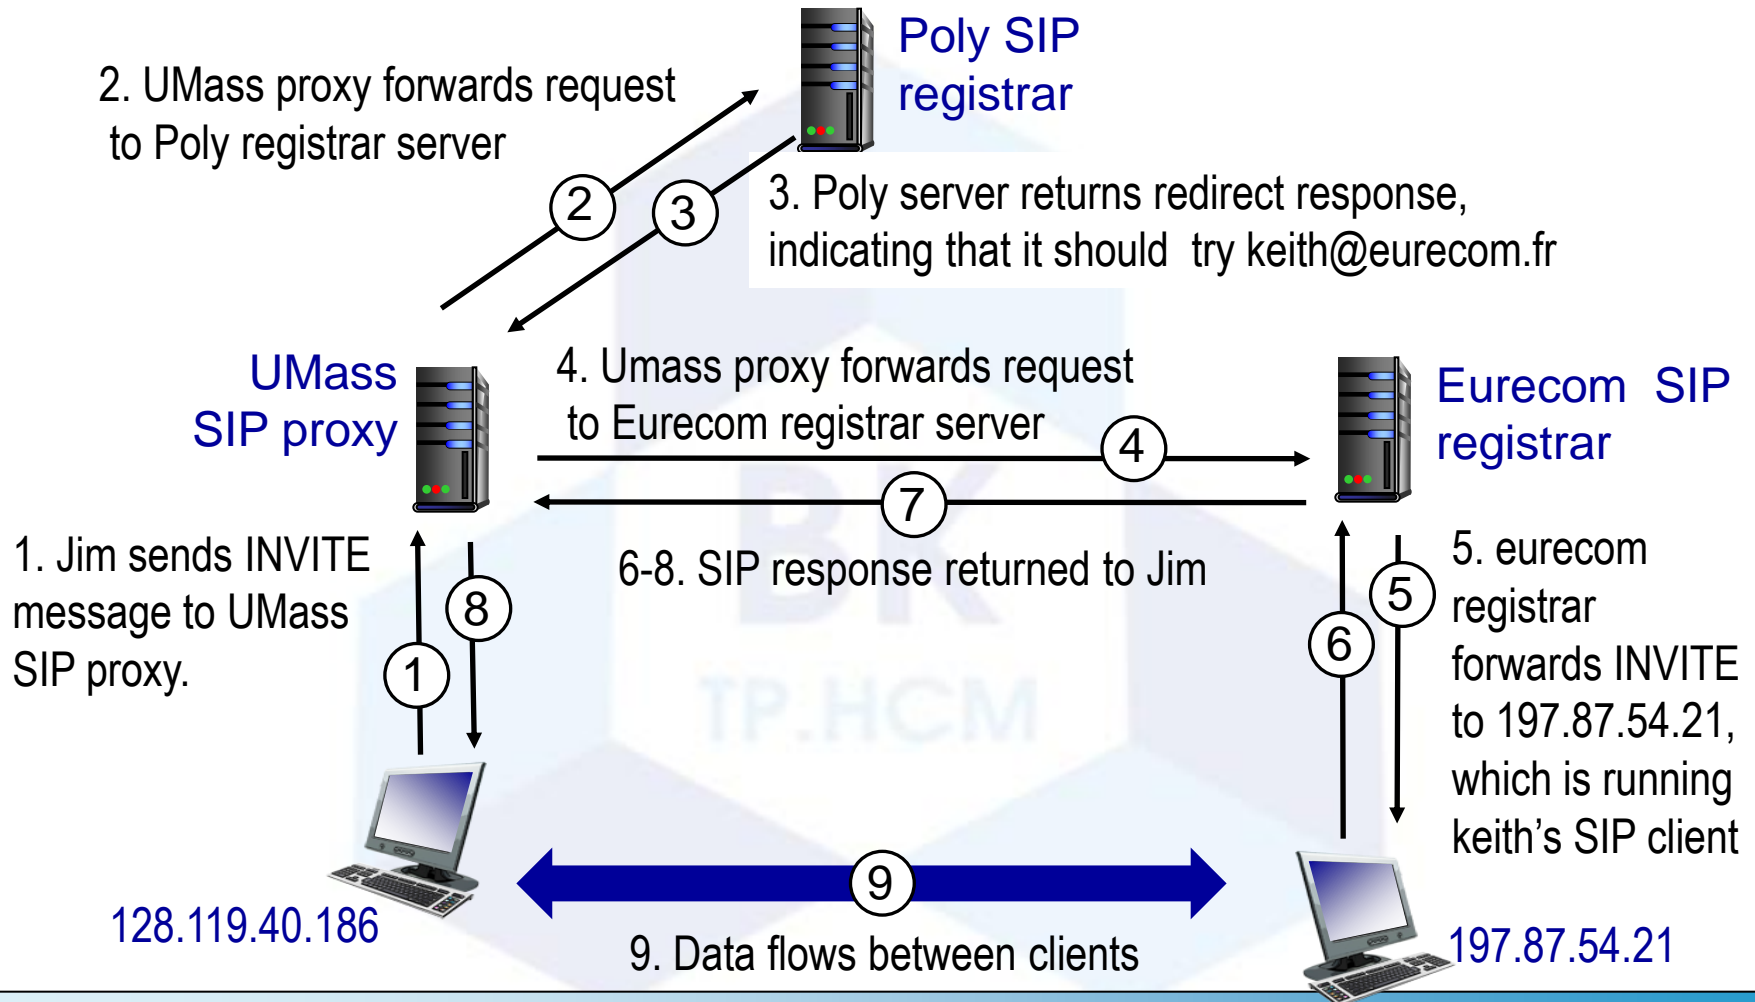 Poly SIP
registrar
2. UMass proxy forwards request
to Poly registrar server
2
3
3. Poly server returns redirect response,
indicating that it should try keith@eurecom.fr
UMass
SIP proxy
4. Umass proxy forwards request
to Eurecom registrar server
4
Eurecom SIP
registrar
7
BK
TP.HCM
1. Jim sends INVITE
message to UMass
SIP proxy.
8
1
6-8. SIP response returned to Jim
5
6
5. eurecom
registrar
forwards INVITE
to 197.87.54.21,
which is running
keith’s SIP client
9
128.119.40.186
9. Data flows between clients
197.87.54.21